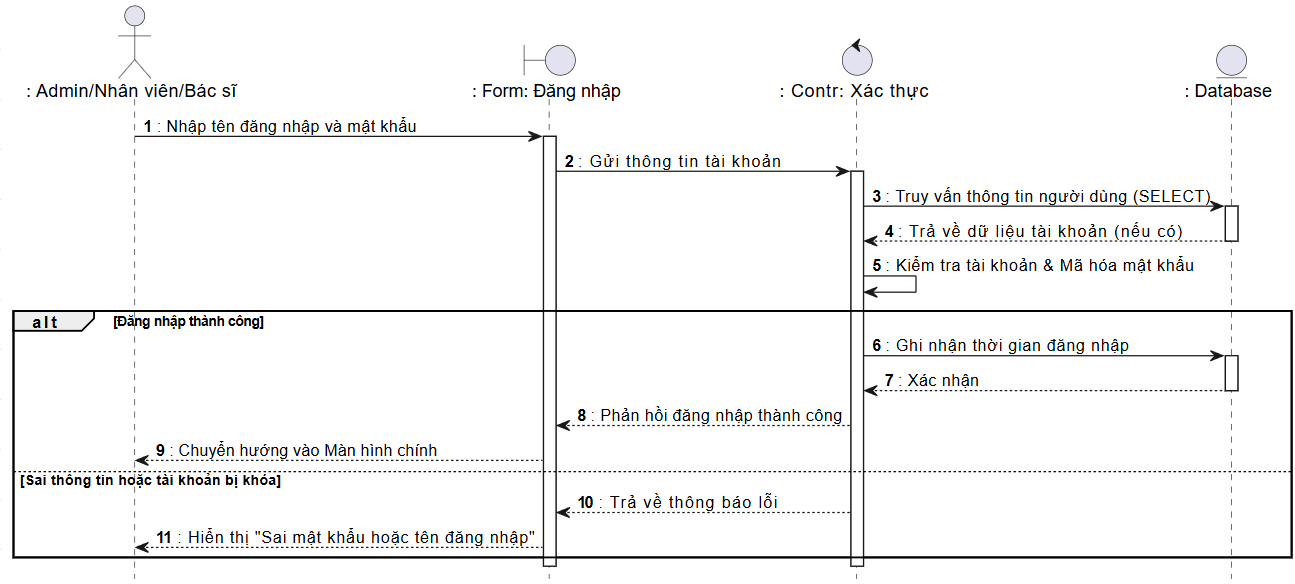 : Admin/Nhân viên/Bác sĩ
: Form: Đăng nhập
: Contr: Xác thực
: Database
1 : Nhập tên đăng nhập và mật khẩu
2 : Gửi thông tin tài khoản
3 : Truy vấn thông tin người dùng (SELECT)
4 : Trả về dữ liệu tài khoản (nếu có)
5 : Kiểm tra tài khoản & Mã hóa mật khẩu
alt [Đăng nhập thành công]
6 : Ghi nhận thời gian đăng nhập
7 : Xác nhận
8 : Phản hồi đăng nhập thành công
9 : Chuyển hướng vào Màn hình chính
[Sai thông tin hoặc tài khoản bị khóa]
10 : Trả về thông báo lỗi
11 : Hiển thị "Sai mật khẩu hoặc tên đăng nhập"